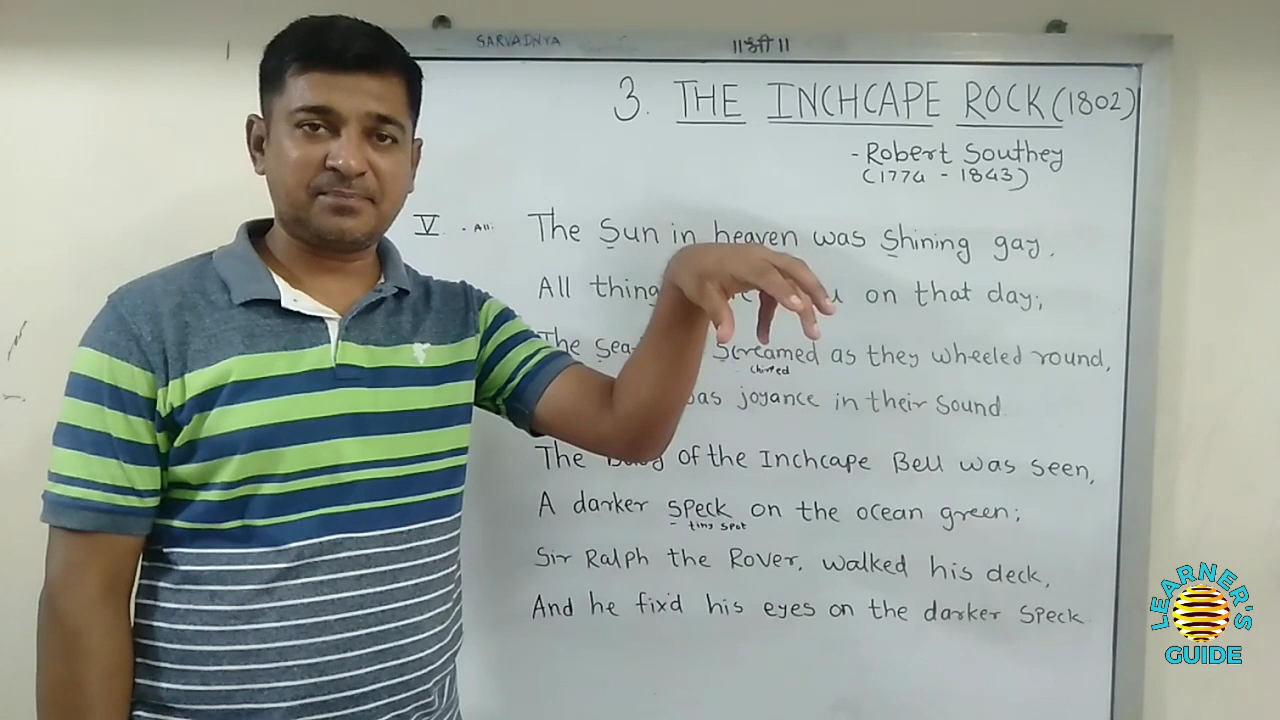 SARVADNYA
॥श्री॥
3. THE INCHCAPE ROCK (1802)
- Robert Southey
(1774 - 1843)
V . All:
The Sun in heaven was shining gay.
All thing on that day;
The Sea screamed as they wheeled round,
chirped
was joyance in their sound
The of the Inchcape Bell was seen,
A darker speck on the ocean green;
tiny spot
Sir Ralph the Rover, walked his deck,
And he fix'd his eyes on the darker speck
LEARNER'S
GUIDE